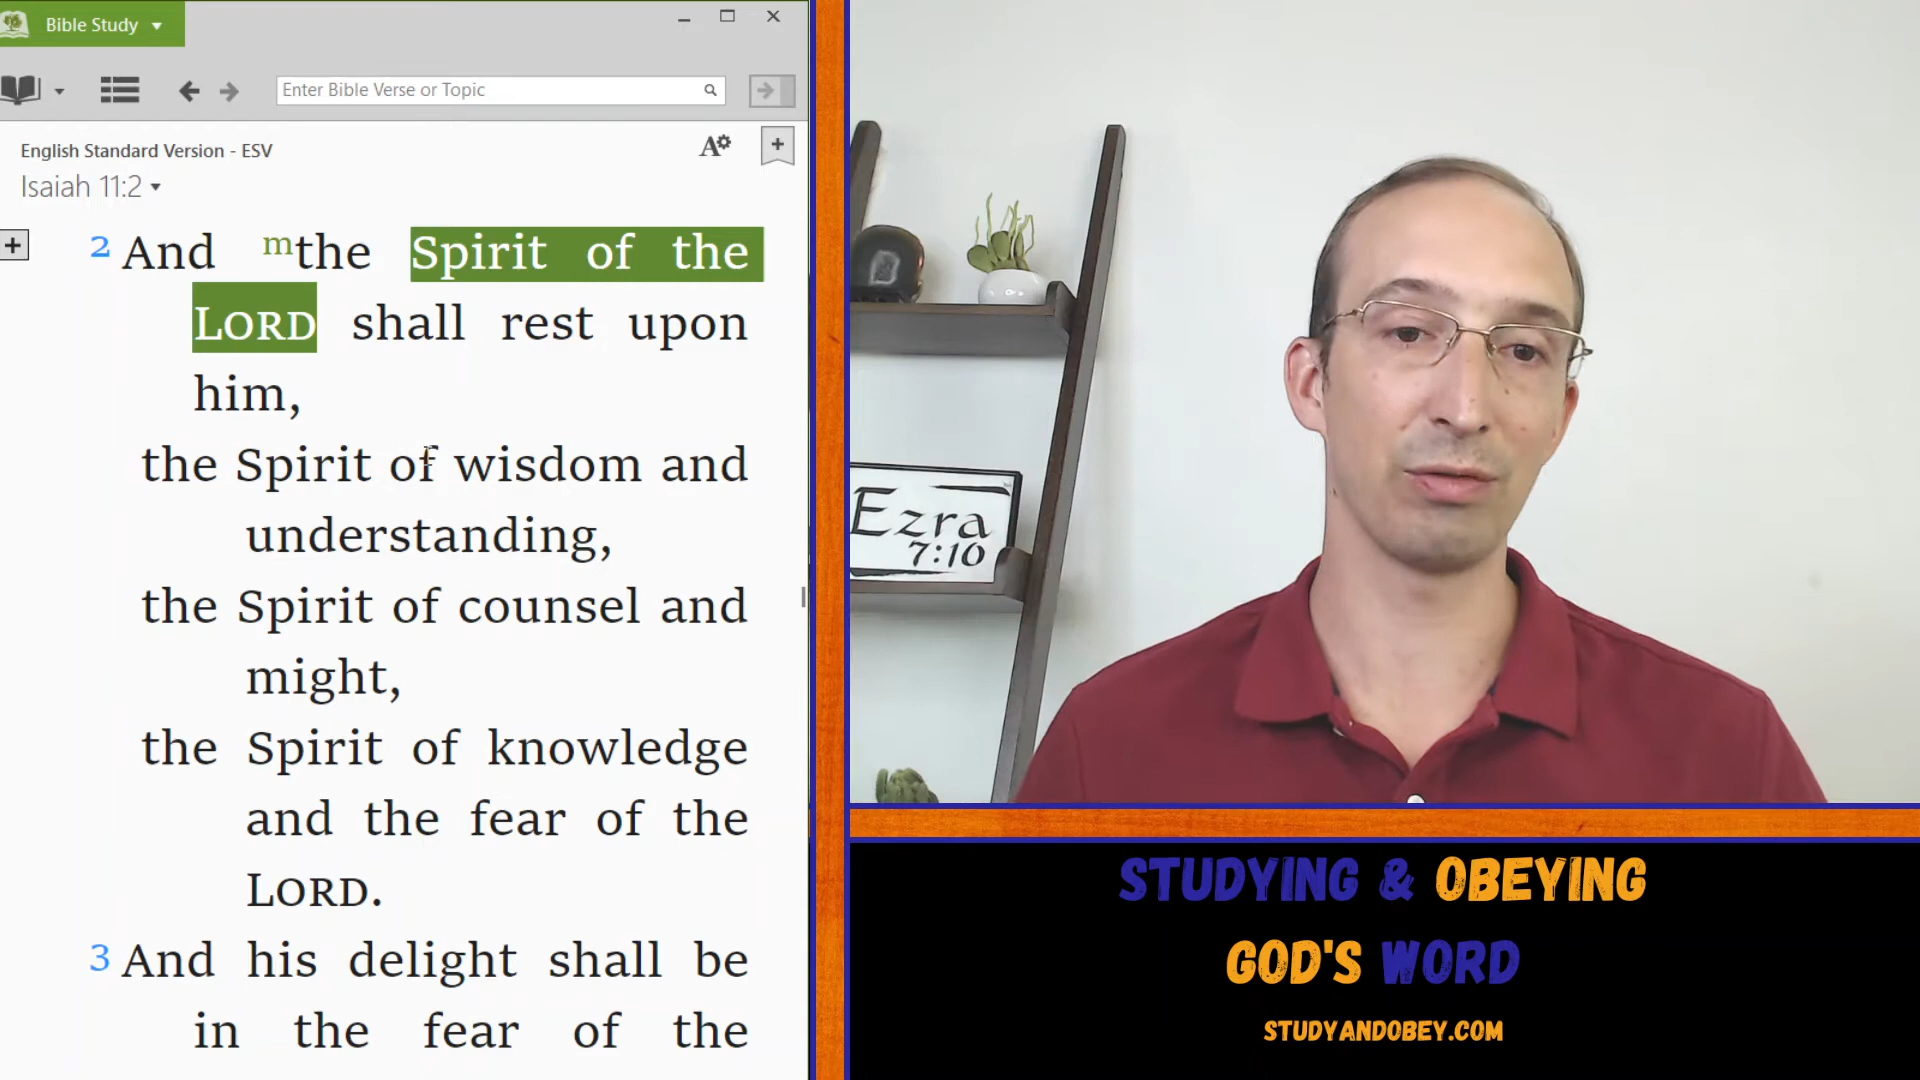 Bible Study
Enter Bible Verse or Topic
English Standard Version - ESV
Isaiah 11:2
2 And mthe Spirit of the
LORD shall rest upon
him,
the Spirit of wisdom and
understanding,
the Spirit of counsel and
might,
the Spirit of knowledge
and the fear of the
LORD.
3 And his delight shall be
in the fear of the
Ezra
7:10
STUDYING & OBEYING
GOD'S WORD
STUDYANDOBEY.COM